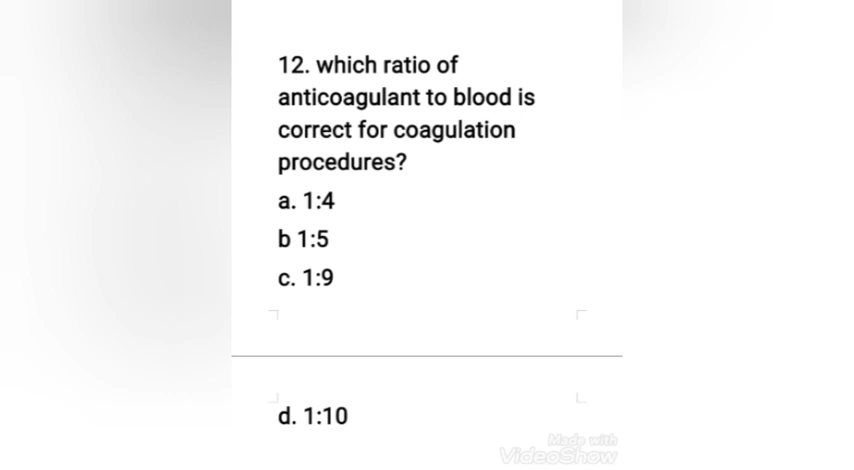 12. which ratio of
anticoagulant to blood is
correct for coagulation
procedures?
a. 1:4
b 1:5
c. 1:9
d. 1:10
Made with
VideoShow